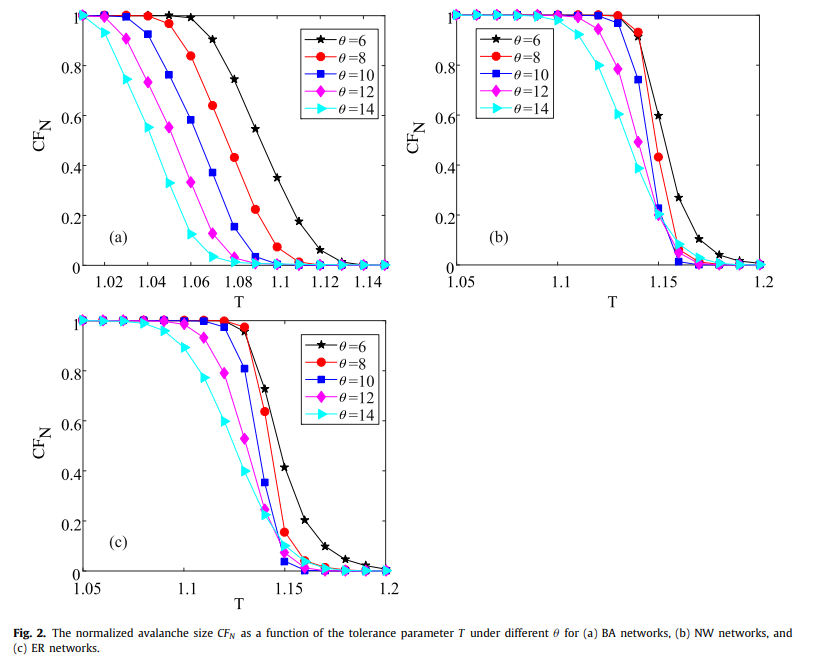 1
0.8
0.6
0.4
0.2
0
CF_N
1.02 1.04 1.06 1.08 1.1 1.12 1.14
T
(a)
θ=6
θ=8
θ=10
θ=12
θ=14
1
0.8
0.6
0.4
0.2
0
CF_N
1.05 1.1 1.15 1.2
T
(b)
θ=6
θ=8
θ=10
θ=12
θ=14
1
0.8
0.6
0.4
0.2
0
CF_N
1.05 1.1 1.15 1.2
T
(c)
θ=6
θ=8
θ=10
θ=12
θ=14
Fig. 2. The normalized avalanche size CF_N as a function of the tolerance parameter T under different θ for (a) BA networks, (b) NW networks, and
(c) ER networks.